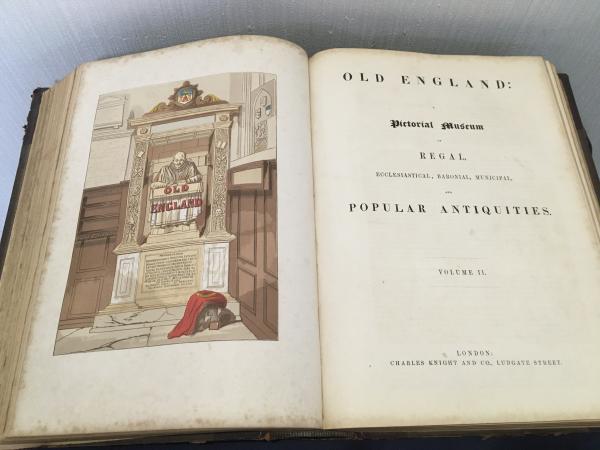 OLD
ENGLAND
OLD ENGLAND:
A
Pictorial Museum
OF
REGAL,
ECCLESIASTICAL, BARONIAL, MUNICIPAL,
AND
POPULAR ANTIQUITIES.
VOLUME II.
LONDON:
CHARLES KNIGHT AND CO., LUDGATE STREET.